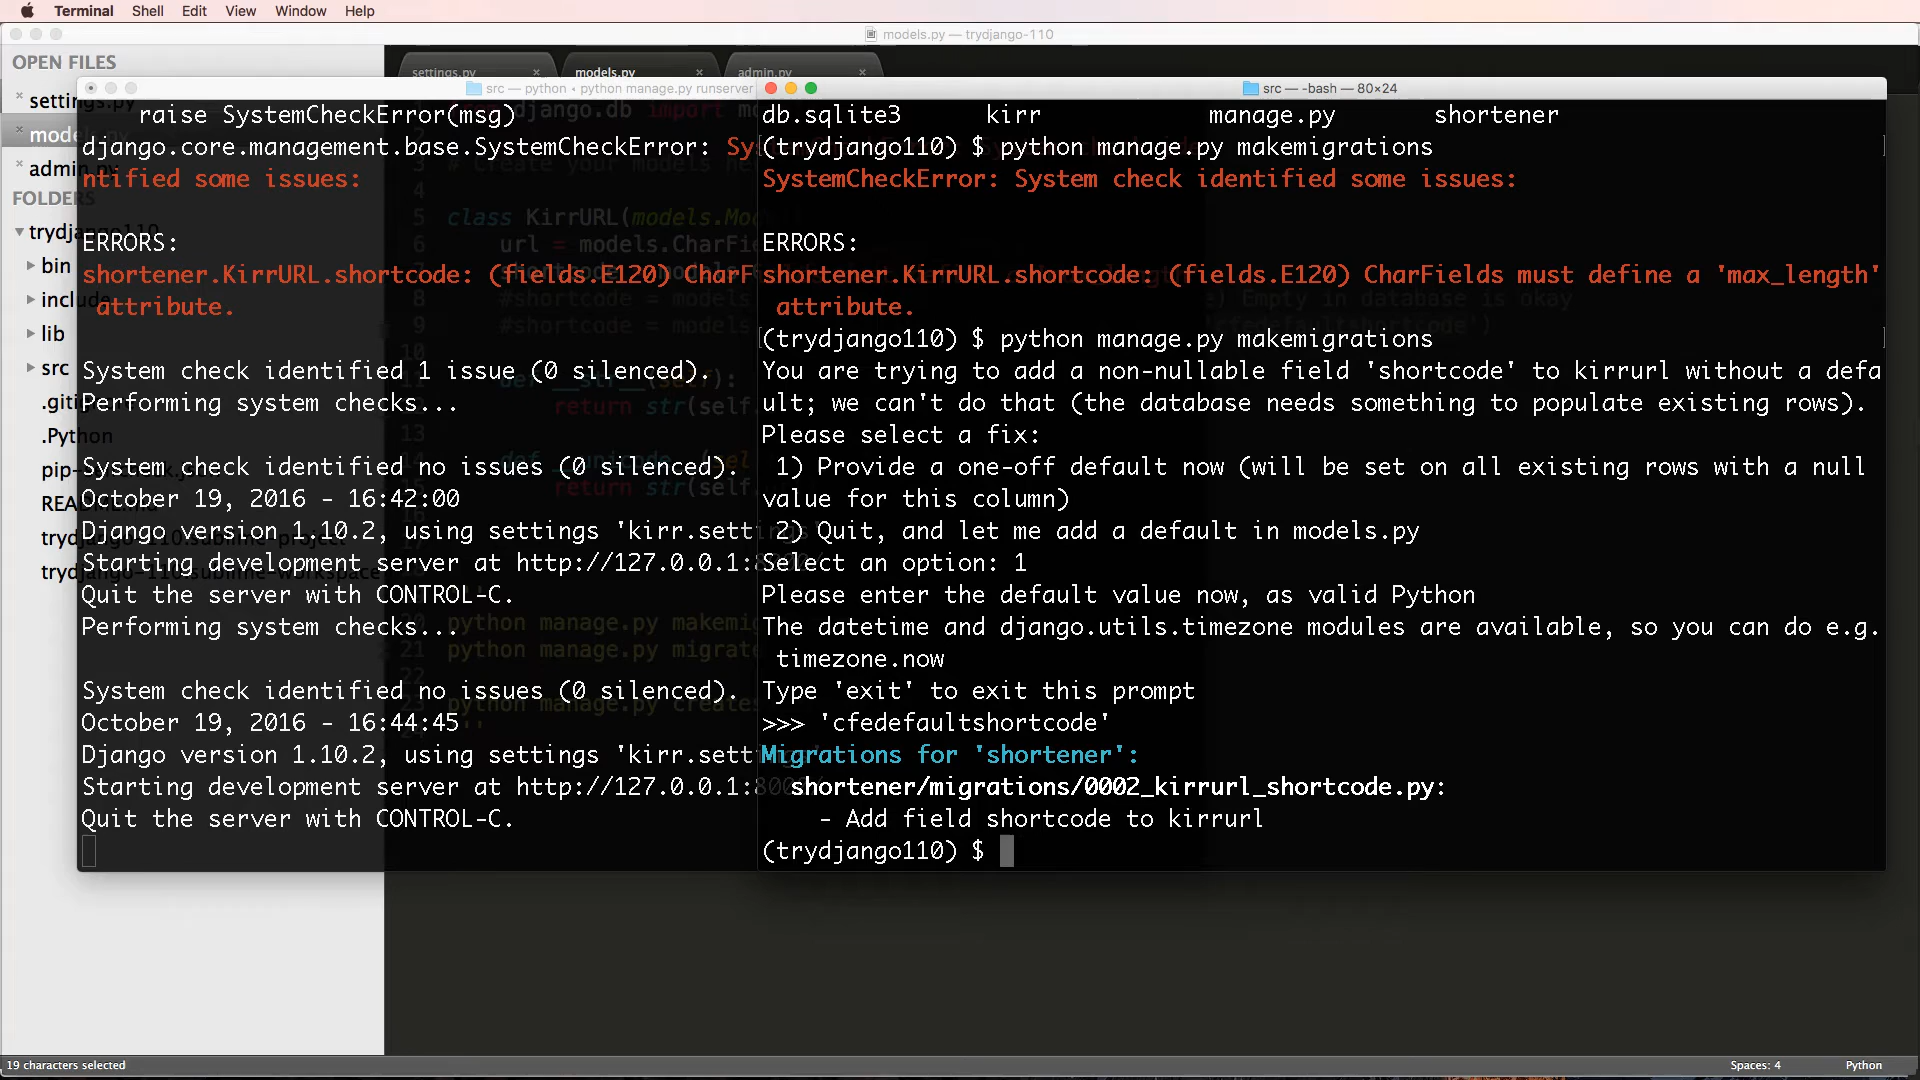 Terminal Shell Edit View Window Help
models.py — trydjango-110
OPEN FILES
settings.py
models.py
admin.py
FOLDERS
trydjango110
bin
include
lib
src
.Python
settings.py models.py admin.py
src — python • python manage.py runserver
raise SystemCheckError(msg)
django.core.management.base.SystemCheckError: Sy
ntified some issues:
ERRORS:
shortener.KirrURL.shortcode: (fields.E120) CharF
attribute.
System check identified 1 issue (0 silenced).
Performing system checks...
System check identified no issues (0 silenced).
October 19, 2016 - 16:42:00
Django version 1.10.2, using settings 'kirr.sett
Starting development server at http://127.0.0.1:
Quit the server with CONTROL-C.
Performing system checks...
System check identified no issues (0 silenced).
October 19, 2016 - 16:44:45
Django version 1.10.2, using settings 'kirr.sett
Starting development server at http://127.0.0.1:
Quit the server with CONTROL-C.
src — -bash — 80×24
db.sqlite3 kirr manage.py shortener
(trydjango110) $ python manage.py makemigrations
SystemCheckError: System check identified some issues:
ERRORS:
shortener.KirrURL.shortcode: (fields.E120) CharFields must define a 'max_length'
attribute.
(trydjango110) $ python manage.py makemigrations
You are trying to add a non-nullable field 'shortcode' to kirrurl without a defa
ult; we can't do that (the database needs something to populate existing rows).
Please select a fix:
1) Provide a one-off default now (will be set on all existing rows with a null
value for this column)
2) Quit, and let me add a default in models.py
Select an option: 1
Please enter the default value now, as valid Python
The datetime and django.utils.timezone modules are available, so you can do e.g.
timezone.now
Type 'exit' to exit this prompt
>>> 'cfedefaultshortcode'
Migrations for 'shortener':
shortener/migrations/0002_kirrurl_shortcode.py:
- Add field shortcode to kirrurl
(trydjango110) $
19 characters selected
Spaces: 4 Python